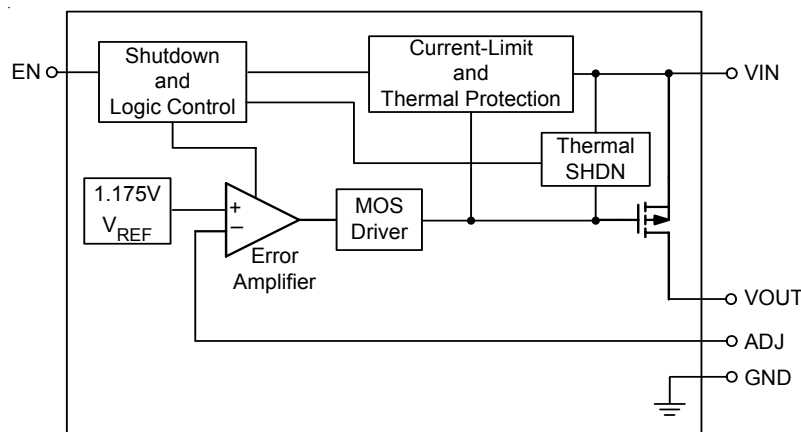 EN
Shutdown
and
Logic Control
Current-Limit
and
Thermal Protection
VIN
Thermal
SHDN
1.175V
VREF
+
−
MOS
Driver
Error
Amplifier
VOUT
ADJ
GND